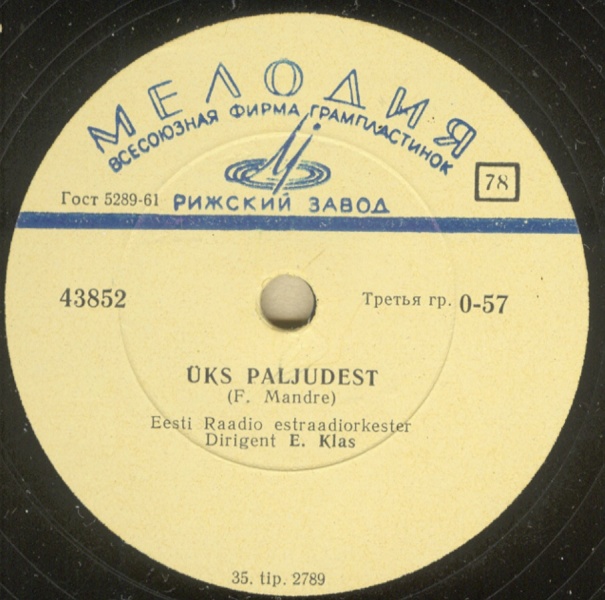 МЕЛОДИЯ
ВСЕСОЮЗНАЯ ФИРМА ГРАМПЛАСТИНОК
Гост 5289-61
РИЖСКИЙ ЗАВОД
78
43852
Третья гр. 0-57
ÜKS PALJUDEST
(F. Mandre)
Eesti Raadio estraadiorkester
Dirigent E. Klas
35. tip. 2789